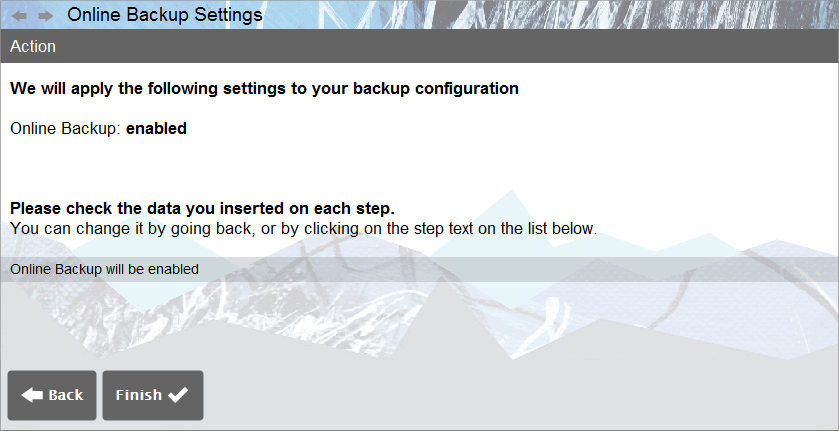 Online Backup Settings
Action
We will apply the following settings to your backup configuration
Online Backup: enabled
Please check the data you inserted on each step.
You can change it by going back, or by clicking on the step text on the list below.
Online Backup will be enabled
Back
Finish